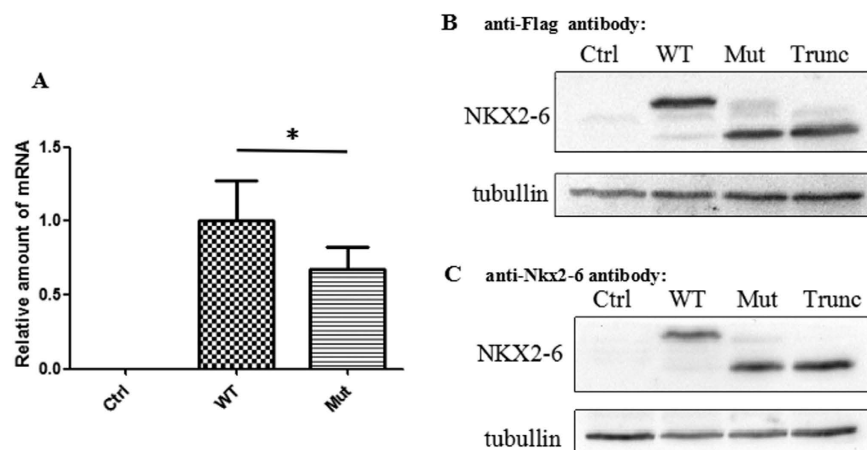 A
Relative amount of mRNA
1.5
1.0
0.5
0.0
*
Ctrl
WT
Mut
B anti-Flag antibody:
Ctrl WT Mut Trunc
NKX2-6
tubullin
C anti-Nkx2-6 antibody:
Ctrl WT Mut Trunc
NKX2-6
tubullin